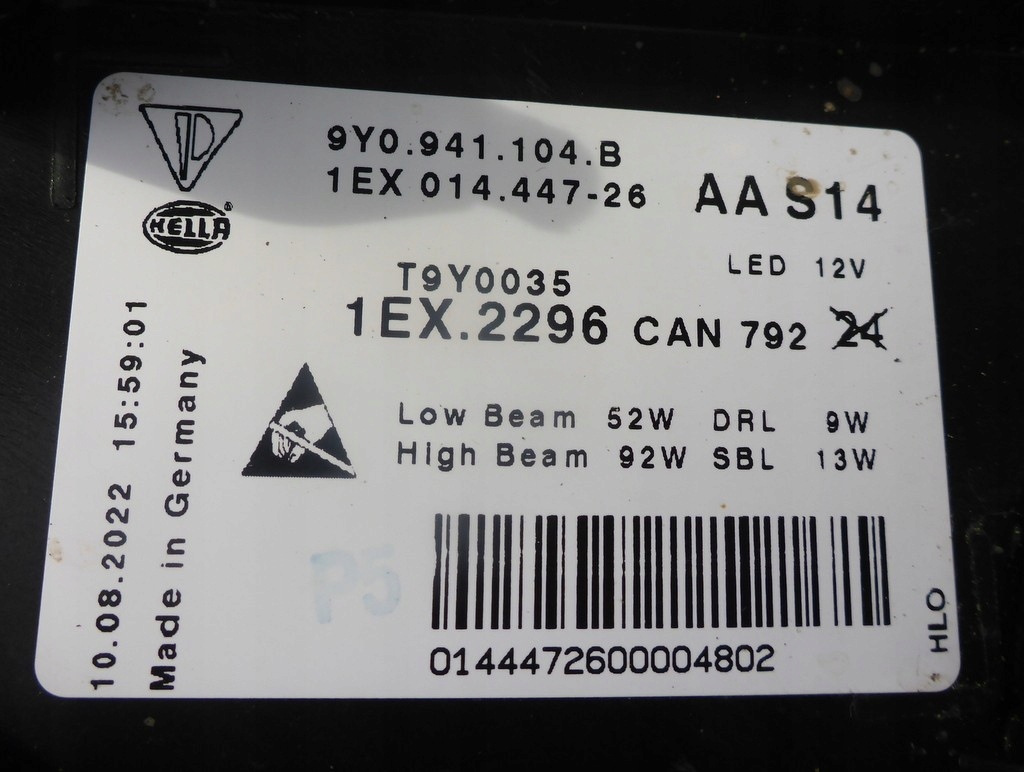 9Y0.941.104.B
1EX 014.447-26
AA S14
HELLA®
LED 12V
T9Y0035
1EX.2296 CAN 792 24
Low Beam 52W DRL 9W
High Beam 92W SBL 13W
10.08.2022 15:59:01
Made in Germany
P5
01444472600004802
HLO